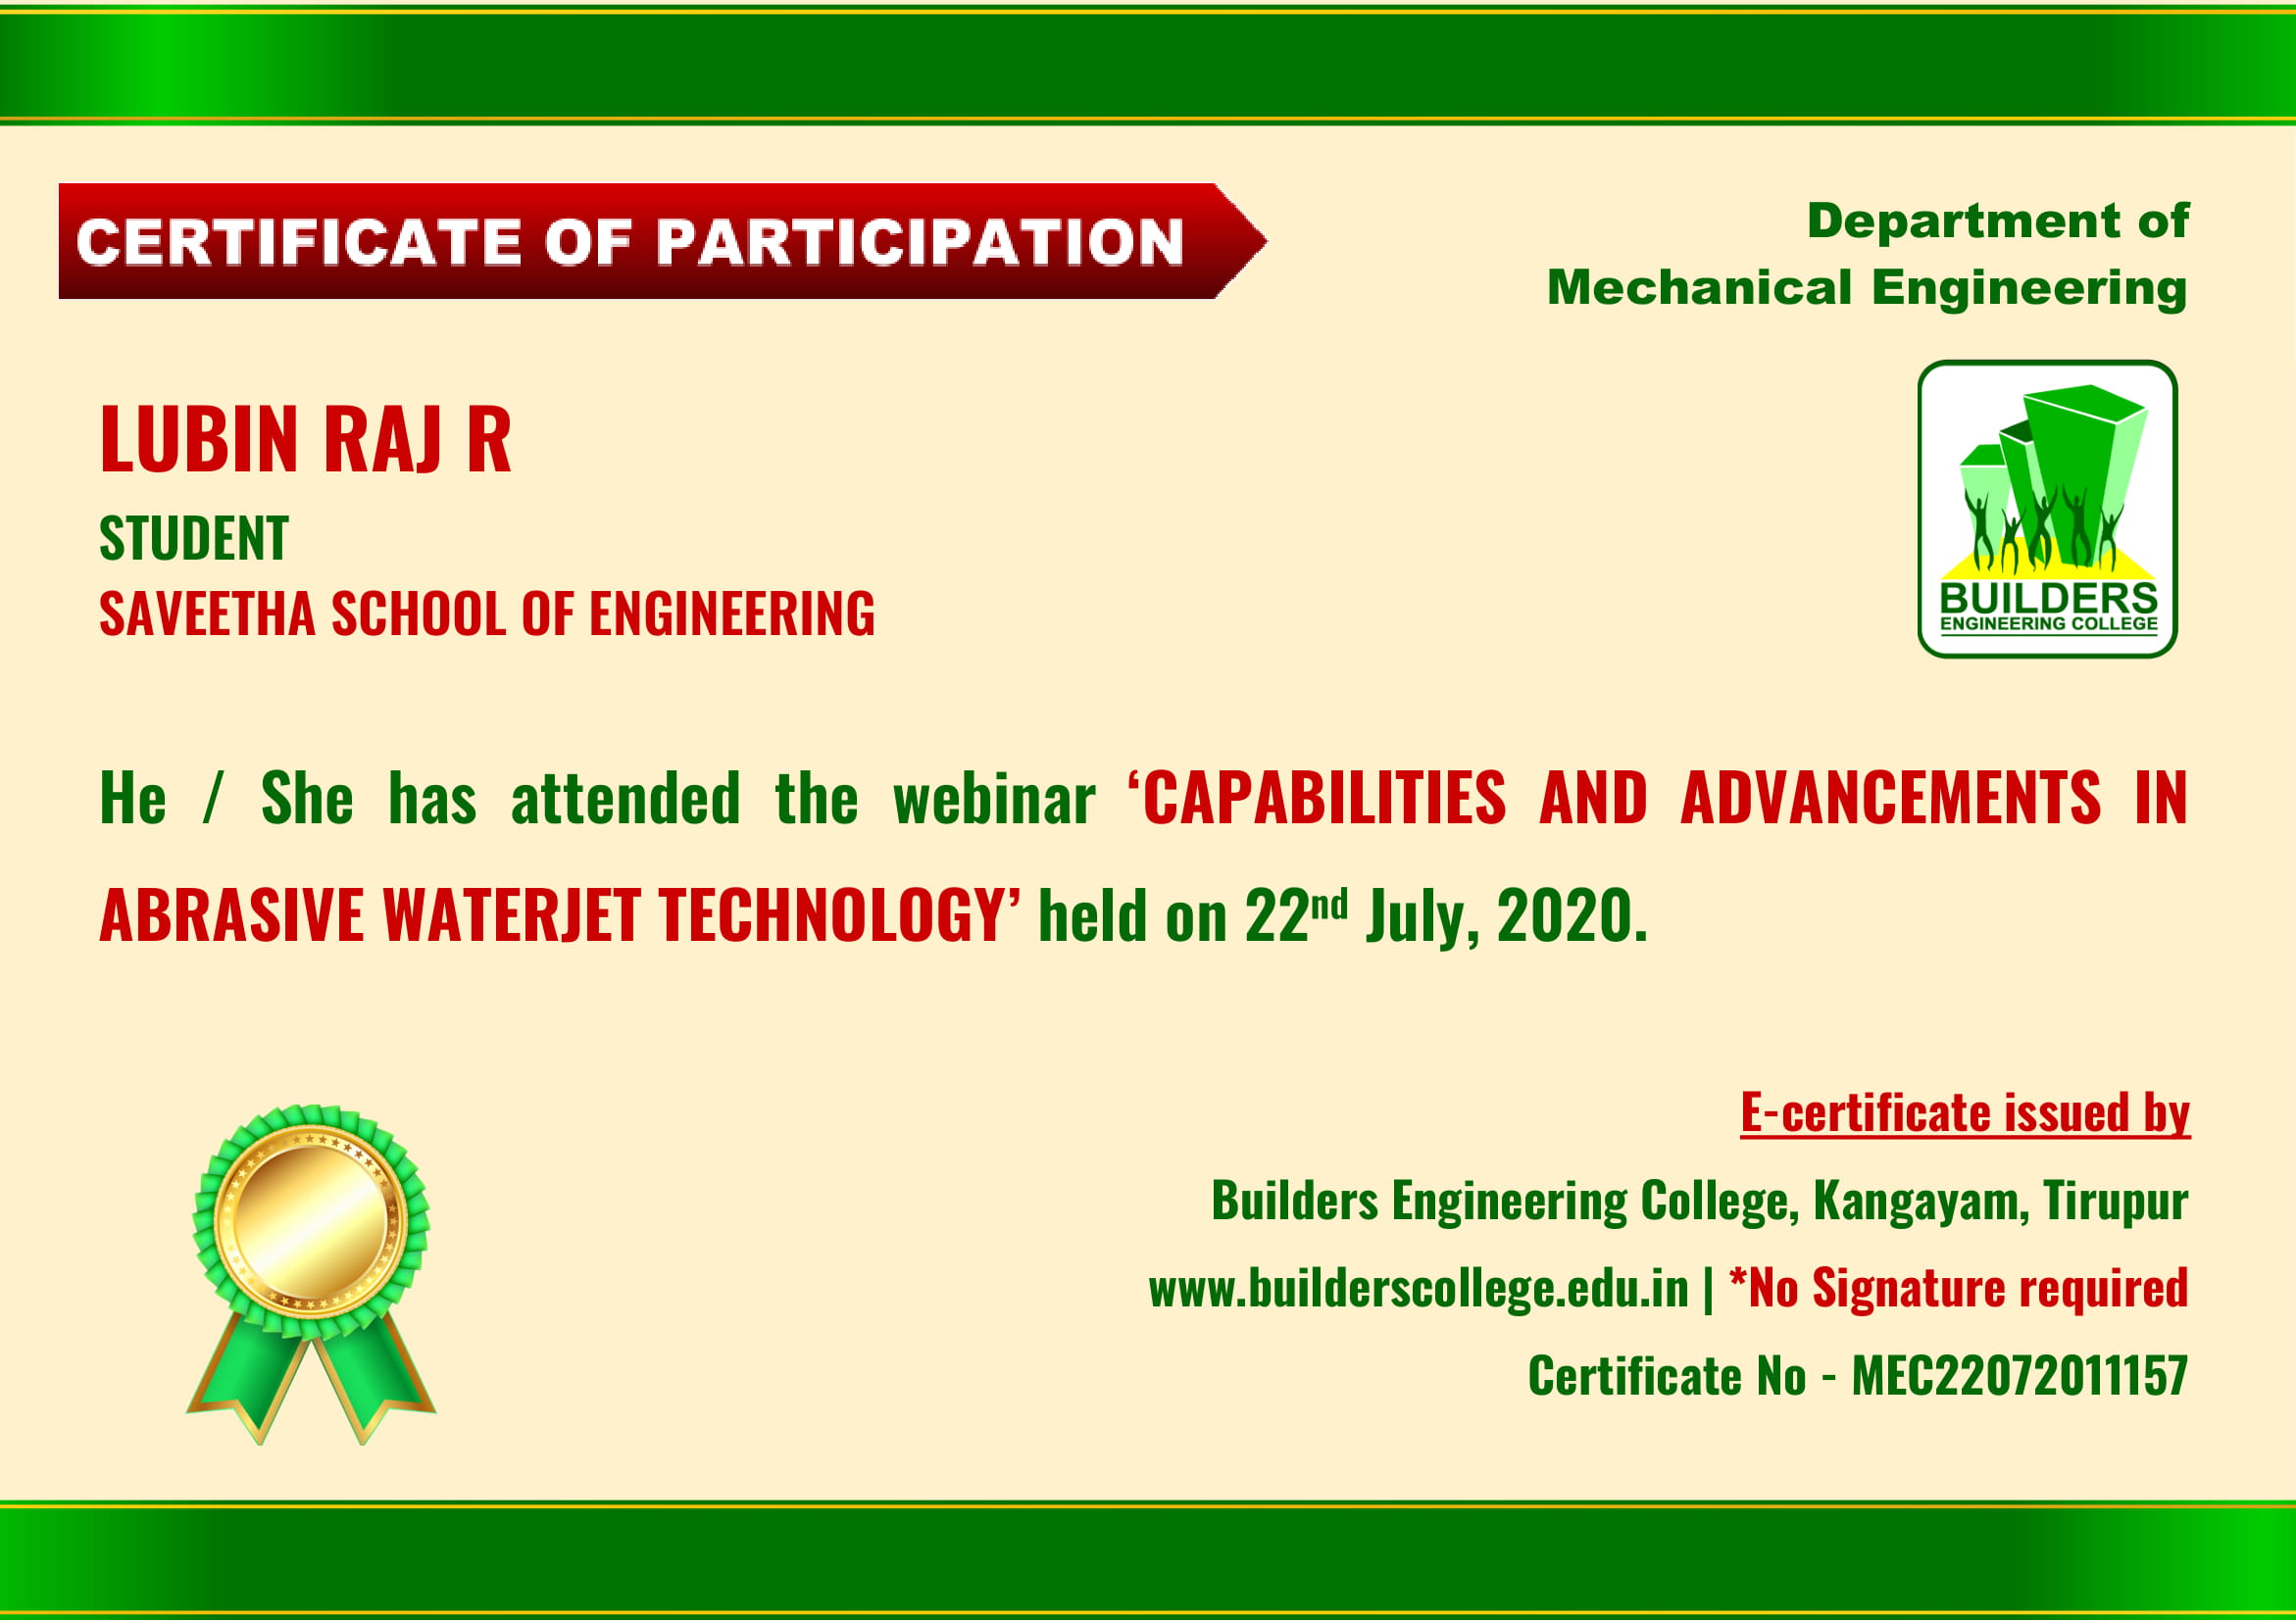 CERTIFICATE OF PARTICIPATION
Department of
Mechanical Engineering
LUBIN RAJ R
STUDENT
SAVEETHA SCHOOL OF ENGINEERING
BUILDERS
ENGINEERING COLLEGE
He / She has attended the webinar ‘CAPABILITIES AND ADVANCEMENTS IN
ABRASIVE WATERJET TECHNOLOGY’ held on 22nd July, 2020.
E-certificate issued by
Builders Engineering College, Kangayam, Tirupur
www.builderscollege.edu.in | *No Signature required
Certificate No - MEC22072011157